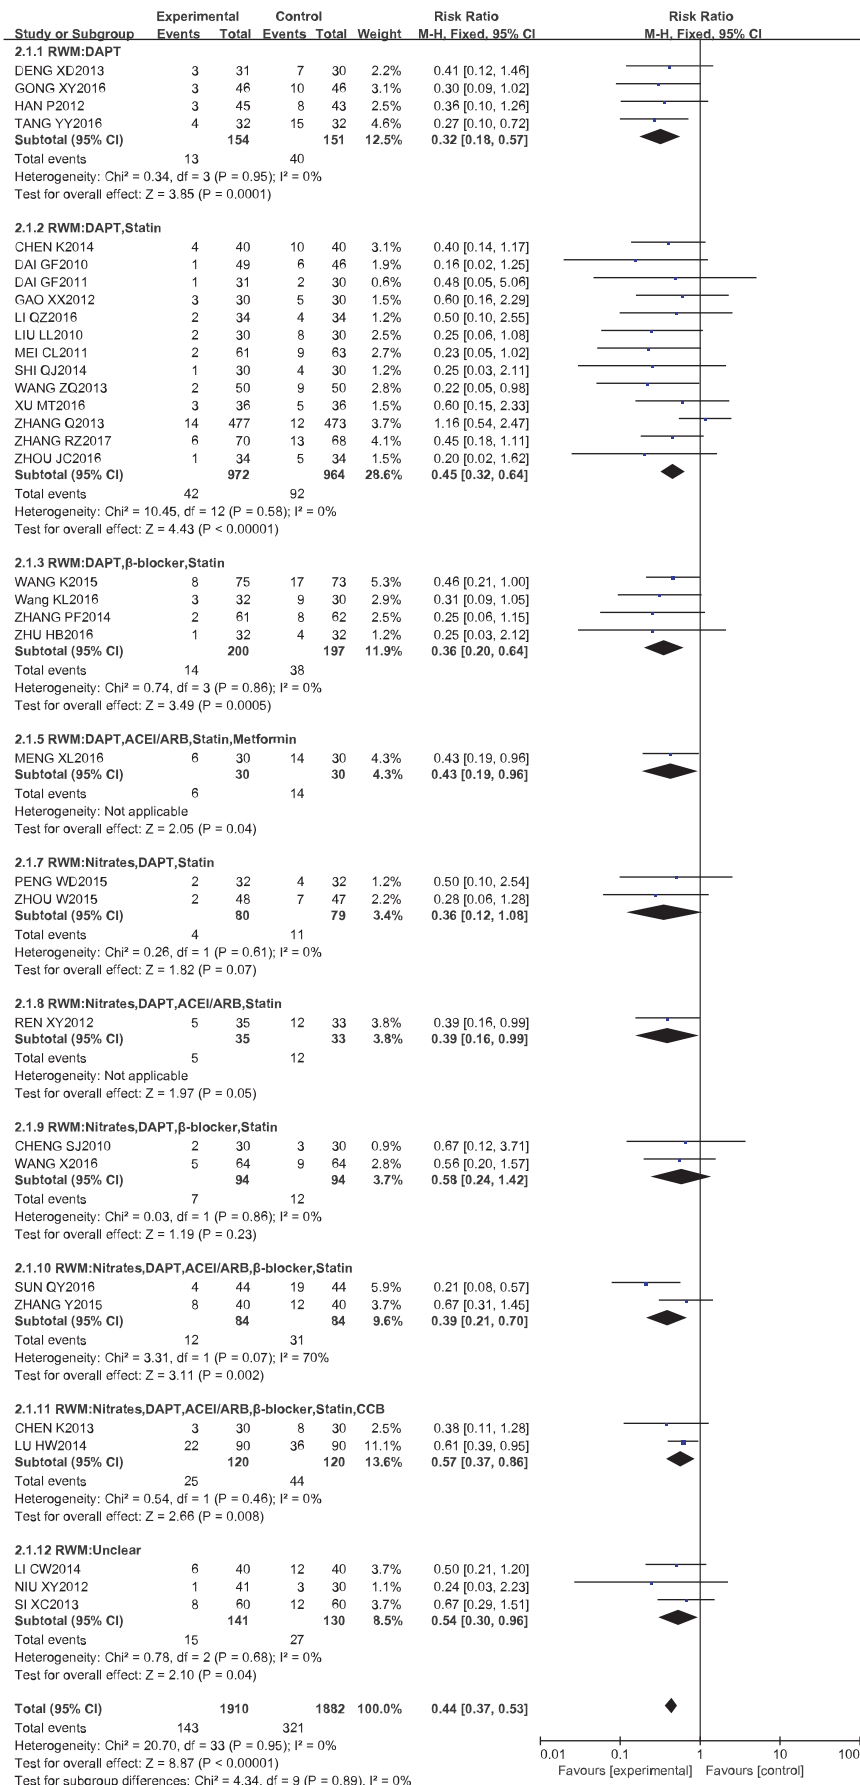 Experimental Control Risk Ratio Risk Ratio
Study or Subgroup Events Total Events Total Weight M-H, Fixed, 95% CI M-H, Fixed, 95% CI
2.1.1 RWM:DAPT
DENG XD2013 3 31 7 30 2.2% 0.41 [0.12, 1.46]
GONG XY2016 3 46 10 46 3.1% 0.30 [0.09, 1.02]
HAN P2012 3 45 8 43 2.5% 0.36 [0.10, 1.26]
TANG YY2016 4 32 15 32 4.6% 0.27 [0.10, 0.72]
Subtotal (95% CI) 154 151 12.5% 0.32 [0.18, 0.57]
Total events 13 40
Heterogeneity: Chi² = 0.34, df = 3 (P = 0.95); I² = 0%
Test for overall effect: Z = 3.85 (P = 0.0001)
2.1.2 RWM:DAPT,Statin
CHEN K2014 4 40 10 40 3.1% 0.40 [0.14, 1.17]
DAI GF2010 1 49 6 46 1.9% 0.16 [0.02, 1.25]
DAI GF2011 1 31 2 30 0.6% 0.48 [0.05, 5.06]
GAO XX2012 3 30 5 30 1.5% 0.60 [0.16, 2.29]
LI QZ2016 2 34 4 34 1.2% 0.50 [0.10, 2.55]
LIU LL2010 2 30 8 30 2.5% 0.25 [0.06, 1.08]
MEI CL2011 2 61 9 63 2.7% 0.23 [0.05, 1.02]
SHI QJ2014 1 30 4 30 1.2% 0.25 [0.03, 2.11]
WANG ZQ2013 2 50 9 50 2.8% 0.22 [0.05, 0.98]
XU MT2016 3 36 5 36 1.5% 0.60 [0.15, 2.33]
ZHANG Q2013 14 477 12 473 3.7% 1.16 [0.54, 2.47]
ZHANG RZ2017 6 70 13 68 4.1% 0.45 [0.18, 1.11]
ZHOU JC2016 1 34 5 34 1.5% 0.20 [0.02, 1.62]
Subtotal (95% CI) 972 964 28.6% 0.45 [0.32, 0.64]
Total events 42 92
Heterogeneity: Chi² = 10.45, df = 12 (P = 0.58); I² = 0%
Test for overall effect: Z = 4.43 (P < 0.00001)
2.1.3 RWM:DAPT,β-blocker,Statin
WANG K2015 8 75 17 73 5.3% 0.46 [0.21, 1.00]
Wang KL2016 3 32 9 30 2.9% 0.31 [0.09, 1.05]
ZHANG PF2014 2 61 8 62 2.5% 0.25 [0.06, 1.15]
ZHU HB2016 1 32 4 32 1.2% 0.25 [0.03, 2.12]
Subtotal (95% CI) 200 197 11.9% 0.36 [0.20, 0.64]
Total events 14 38
Heterogeneity: Chi² = 0.74, df = 3 (P = 0.86); I² = 0%
Test for overall effect: Z = 3.49 (P = 0.0005)
2.1.5 RWM:DAPT,ACEI/ARB,Statin,Metformin
MENG XL2016 6 30 14 30 4.3% 0.43 [0.19, 0.96]
Subtotal (95% CI) 30 30 4.3% 0.43 [0.19, 0.96]
Total events 6 14
Heterogeneity: Not applicable
Test for overall effect: Z = 2.05 (P = 0.04)
2.1.7 RWM:Nitrates,DAPT,Statin
PENG WD2015 2 32 4 32 1.2% 0.50 [0.10, 2.54]
ZHOU W2015 2 48 7 47 2.2% 0.28 [0.06, 1.28]
Subtotal (95% CI) 80 79 3.4% 0.36 [0.12, 1.08]
Total events 4 11
Heterogeneity: Chi² = 0.26, df = 1 (P = 0.61); I² = 0%
Test for overall effect: Z = 1.82 (P = 0.07)
2.1.8 RWM:Nitrates,DAPT,ACEI/ARB,Statin
REN XY2012 5 35 12 33 3.8% 0.39 [0.16, 0.99]
Subtotal (95% CI) 35 33 3.8% 0.39 [0.16, 0.99]
Total events 5 12
Heterogeneity: Not applicable
Test for overall effect: Z = 1.97 (P = 0.05)
2.1.9 RWM:Nitrates,DAPT,β-blocker,Statin
CHENG SJ2010 2 30 3 30 0.9% 0.67 [0.12, 3.71]
WANG X2016 5 64 9 64 2.8% 0.56 [0.20, 1.57]
Subtotal (95% CI) 94 94 3.7% 0.58 [0.24, 1.42]
Total events 7 12
Heterogeneity: Chi² = 0.03, df = 1 (P = 0.86); I² = 0%
Test for overall effect: Z = 1.19 (P = 0.23)
2.1.10 RWM:Nitrates,DAPT,ACEI/ARB,β-blocker,Statin
SUN QY2016 4 44 19 44 5.9% 0.21 [0.08, 0.57]
ZHANG Y2015 8 40 12 40 3.7% 0.67 [0.31, 1.45]
Subtotal (95% CI) 84 84 9.6% 0.39 [0.21, 0.70]
Total events 12 31
Heterogeneity: Chi² = 3.31, df = 1 (P = 0.07); I² = 70%
Test for overall effect: Z = 3.11 (P = 0.002)
2.1.11 RWM:Nitrates,DAPT,ACEI/ARB,β-blocker,Statin,CCB
CHEN K2013 3 30 8 30 2.5% 0.38 [0.11, 1.28]
LU HW2014 22 90 36 90 11.1% 0.61 [0.39, 0.95]
Subtotal (95% CI) 120 120 13.6% 0.57 [0.37, 0.86]
Total events 25 44
Heterogeneity: Chi² = 0.54, df = 1 (P = 0.46); I² = 0%
Test for overall effect: Z = 2.66 (P = 0.008)
2.1.12 RWM:Unclear
LI CW2014 6 40 12 40 3.7% 0.50 [0.21, 1.20]
NIU XY2012 1 41 3 30 1.1% 0.24 [0.03, 2.23]
SI XC2013 8 60 12 60 3.7% 0.67 [0.29, 1.51]
Subtotal (95% CI) 141 130 8.5% 0.54 [0.30, 0.96]
Total events 15 27
Heterogeneity: Chi² = 0.78, df = 2 (P = 0.68); I² = 0%
Test for overall effect: Z = 2.10 (P = 0.04)
Total (95% CI) 1910 1882 100.0% 0.44 [0.37, 0.53]
Total events 143 321
Heterogeneity: Chi² = 20.70, df = 33 (P = 0.95); I² = 0%
Test for overall effect: Z = 8.87 (P < 0.00001)
Test for subgroup differences: Chi² = 4.34, df = 9 (P = 0.89), I² = 0%
0.01 0.1 1 10 100
Favours [experimental] Favours [control]